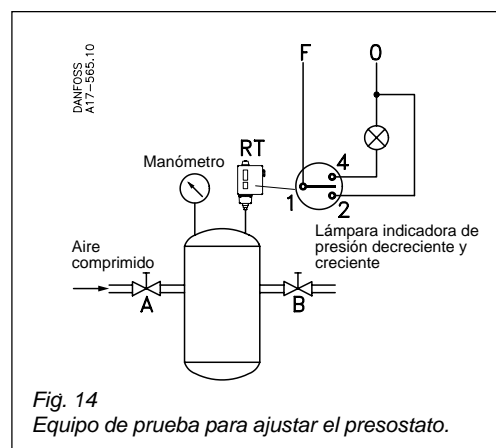 DANFOSS
A17-565.10
F
O
RT
Manómetro
4
1
2
Lámpara indicadora de
presión decreciente y
creciente
Aire
comprimido
A
B
Fig. 14
Equipo de prueba para ajustar el presostato.